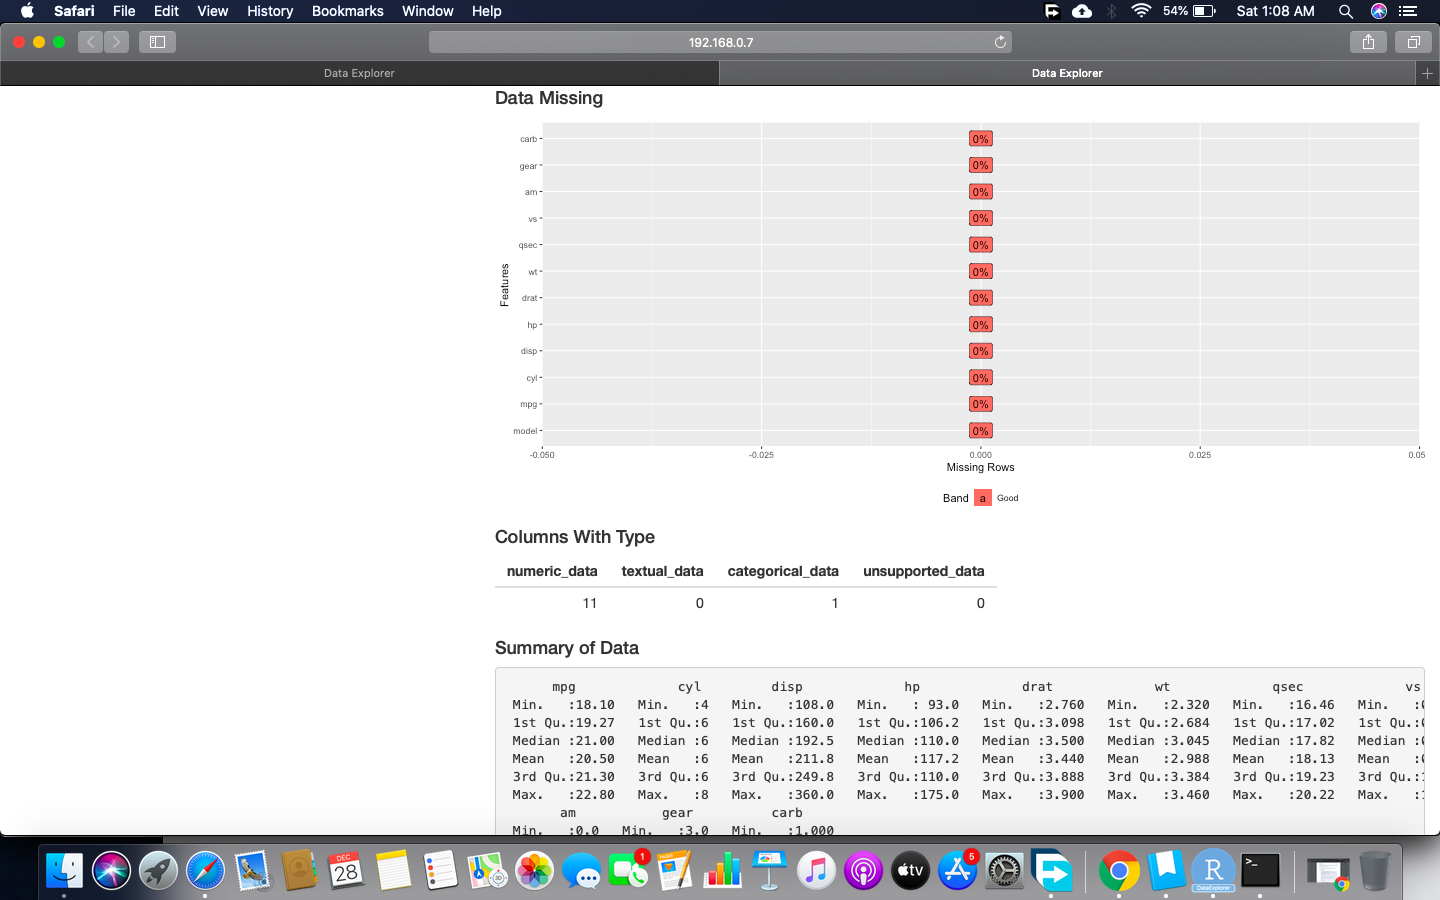 Safari File Edit View History Bookmarks Window Help 54% Sat 1:08 AM
192.168.0.7
Data Explorer Data Explorer
Data Missing
carb 0%
gear 0%
am 0%
vs 0%
qsec 0%
wt 0%
drat 0%
hp 0%
disp 0%
cyl 0%
mpg 0%
model 0%
Features
-0.050 -0.025 0.000 0.025 0.05
Missing Rows
Band a Good
Columns With Type
numeric_data textual_data categorical_data unsupported_data
11 0 1 0
Summary of Data
mpg cyl disp hp drat wt qsec vs
Min. :18.10 Min. :4 Min. :108.0 Min. : 93.0 Min. :2.760 Min. :2.320 Min. :16.46 Min. :
1st Qu.:19.27 1st Qu.:6 1st Qu.:160.0 1st Qu.:106.2 1st Qu.:3.098 1st Qu.:2.684 1st Qu.:17.02 1st Qu.:
Median :21.00 Median :6 Median :192.5 Median :110.0 Median :3.500 Median :3.045 Median :17.82 Median :
Mean :20.50 Mean :6 Mean :211.8 Mean :117.2 Mean :3.440 Mean :2.988 Mean :18.13 Mean :
3rd Qu.:21.30 3rd Qu.:6 3rd Qu.:249.8 3rd Qu.:110.0 3rd Qu.:3.888 3rd Qu.:3.384 3rd Qu.:19.23 3rd Qu.:
Max. :22.80 Max. :8 Max. :360.0 Max. :175.0 Max. :3.900 Max. :3.460 Max. :20.22 Max. :
am gear carb
Min. :0.0 Min. :3.0 Min. :1.000
DEC
28
3D
1
PAGES
tv
5
R
DataExplorer
>_